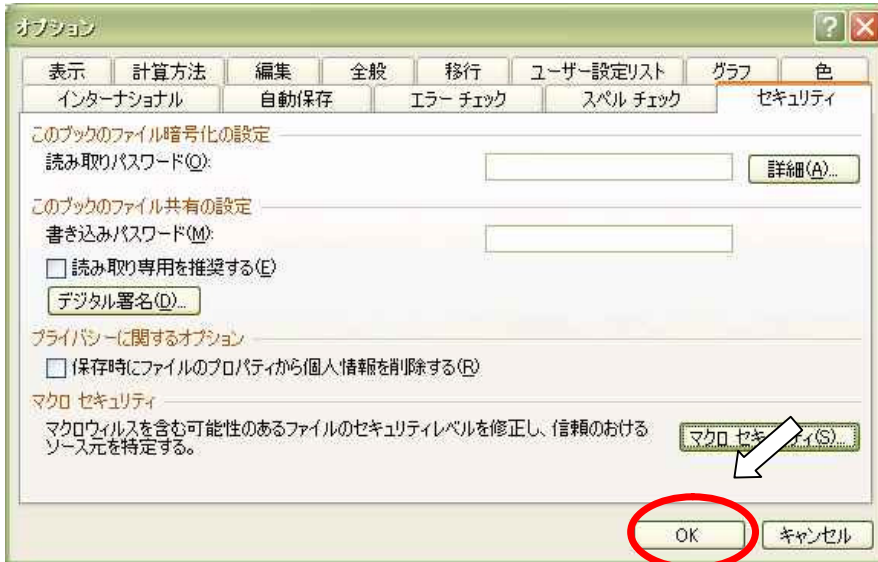 オプション
表示 計算方法 編集 全般 移行 ユーザー設定リスト グラフ 色
インターナショナル 自動保存 エラー チェック スペル チェック セキュリティ
このブックのファイル暗号化の設定
読み取りパスワード(O): 詳細(A)...
このブックのファイル共有の設定
書き込みパスワード(M):
読み取り専用を推奨する(E)
デジタル署名(D)...
プライバシーに関するオプション
保存時にファイルのプロパティから個人情報を削除する(R)
マクロ セキュリティ
マクロウィルスを含む可能性のあるファイルのセキュリティレベルを修正し、信頼のおける
ソース元を特定する。
マクロ セキュリティ(S)...
OK キャンセル